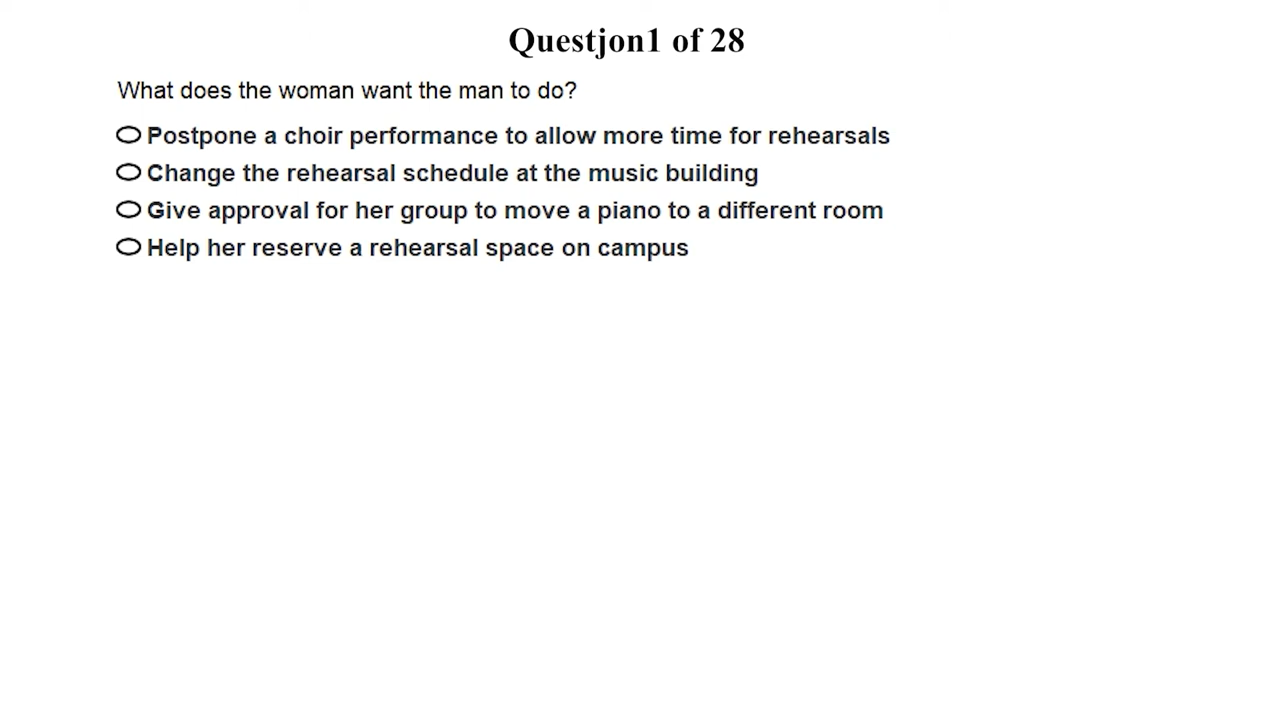 Questjon1 of 28
What does the woman want the man to do?
Postpone a choir performance to allow more time for rehearsals
Change the rehearsal schedule at the music building
Give approval for her group to move a piano to a different room
Help her reserve a rehearsal space on campus